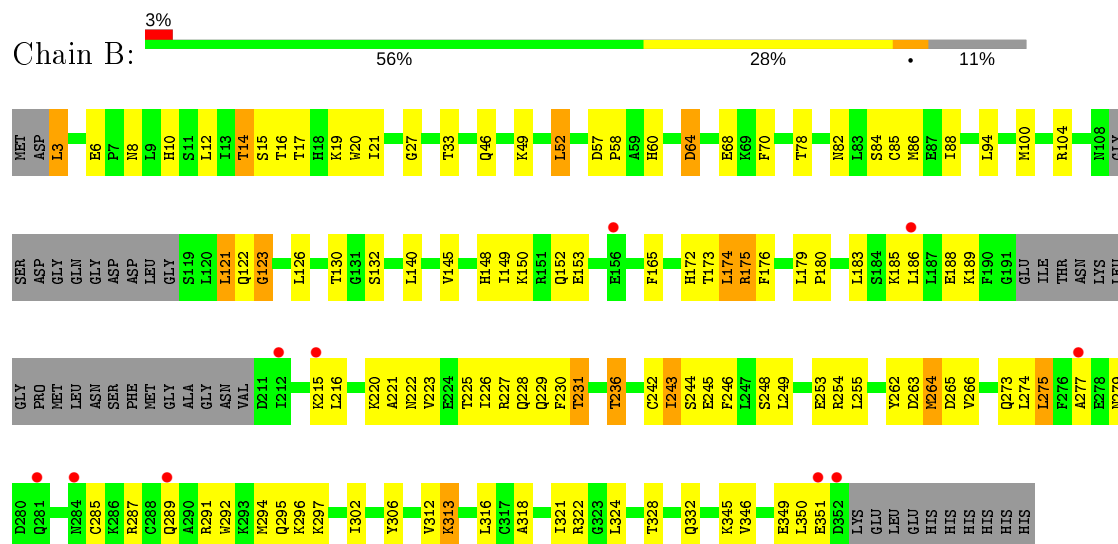 3%
Chain B:
56% 28% • 11%
MET ASP L3 E6 P7 N8 L9 H10 S11 L12 I13 T14 S15 T16 T17 H18 K19 W20 I21 G27 T33 Q46 K49 L52 D57 P58 A59 H60 D64 E68 K69 F70 T78 N82 L83 S84 C85 M86 E87 I88 L94 M100 R104 N108 GLY
SER ASP GLY GLN GLY ASP ASP LEU GLY S119 L120 L121 Q122 G123 L126 T130 G131 S132 L140 V145 H148 I149 K150 R151 Q152 E153 E156 F165 H172 T173 L174 R175 F176 L179 P180 L183 S184 K185 L186 L187 E188 K189 F190 G191 GLU ILE THR ASN LYS LEU
GLY PRO MET LEU ASN SER PHE MET GLY ALA GLY ASN VAL D211 I212 K215 L216 K220 A221 N222 V223 E224 T225 I226 R227 Q228 Q229 F230 T231 T236 C242 I243 S244 E245 F246 L247 S248 L249 E253 R254 L255 Y262 D263 M264 D265 V266 Q273 L274 L275 F276 A277 E278 N279
D280 Q281 N284 C285 K286 R287 C288 Q289 A290 R291 W292 K293 M294 Q295 K296 K297 I302 Y306 V312 K313 L316 C317 A318 I321 R322 G323 L324 T328 Q332 K345 V346 E349 L350 E351 D352 LYS GLU LEU GLU HIS HIS HIS HIS HIS HIS